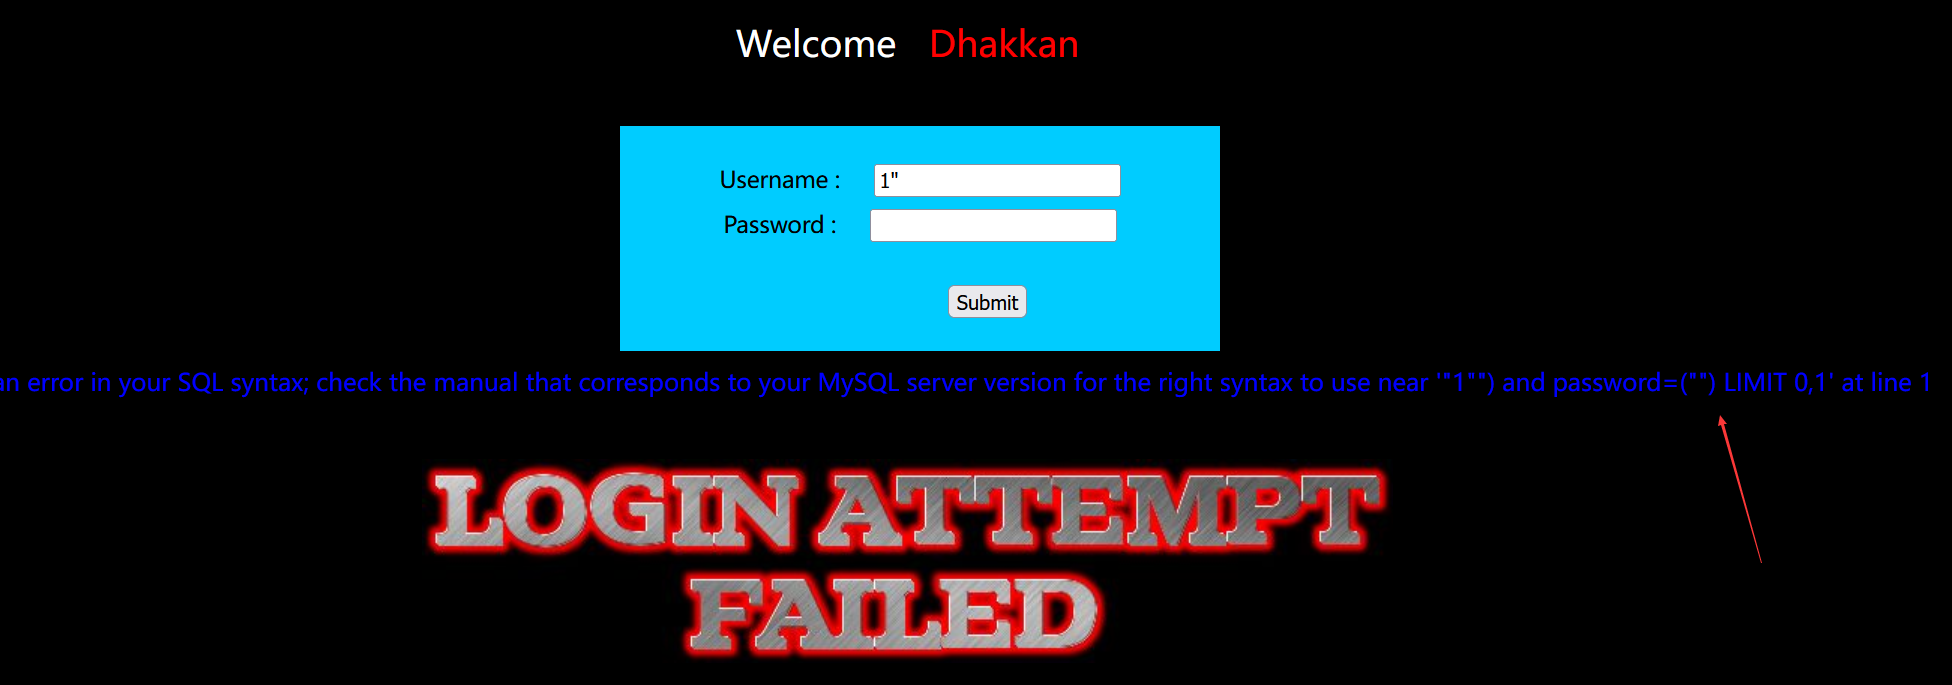 Welcome Dhakkan
Username : 1"
Password :
Submit
an error in your SQL syntax; check the manual that corresponds to your MySQL server version for the right syntax to use near '"1"") and password=("") LIMIT 0,1' at line 1
LOGIN ATTEMPT
FAILED